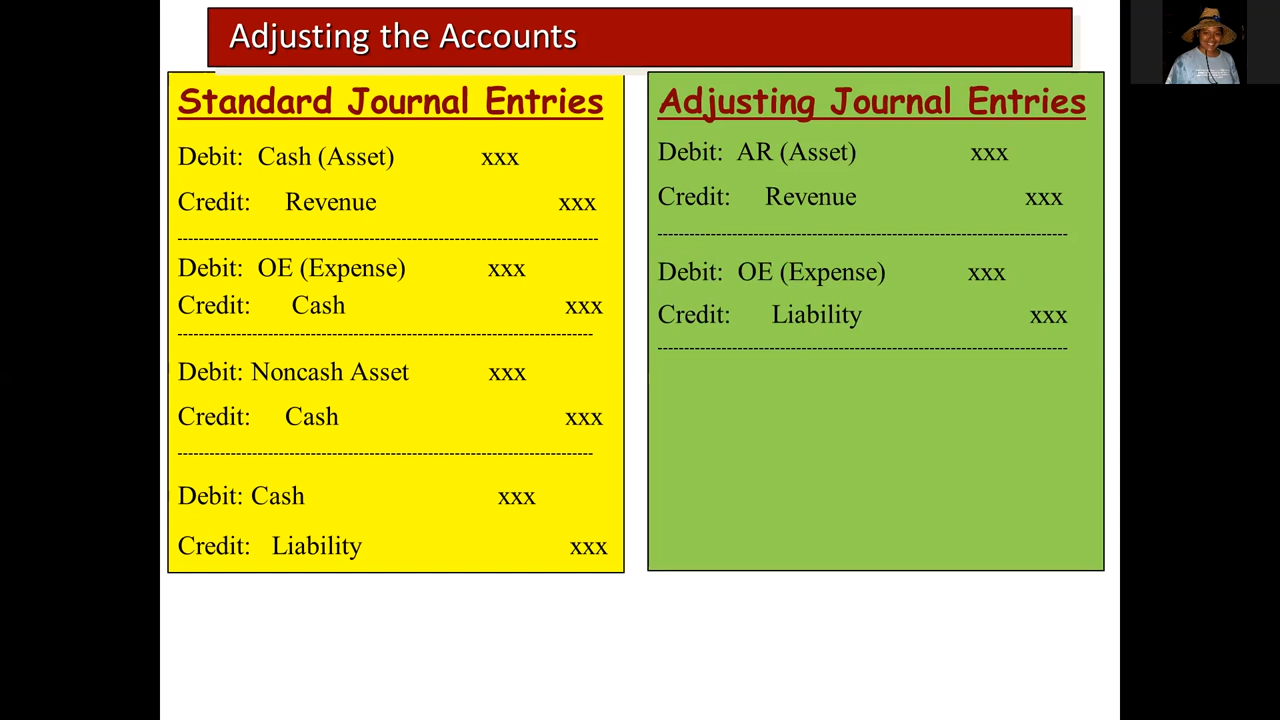 Adjusting the Accounts
Standard Journal Entries
Debit: Cash (Asset) xxx
Credit: Revenue xxx
--------------------------------------------------------------------------------
Debit: OE (Expense) xxx
Credit: Cash xxx
-------------------------------------------------------------------------------
Debit: Noncash Asset xxx
Credit: Cash xxx
-------------------------------------------------------------------------------
Debit: Cash xxx
Credit: Liability xxx
Adjusting Journal Entries
Debit: AR (Asset) xxx
Credit: Revenue xxx
------------------------------------------------------------------------------
Debit: OE (Expense) xxx
Credit: Liability xxx
------------------------------------------------------------------------------